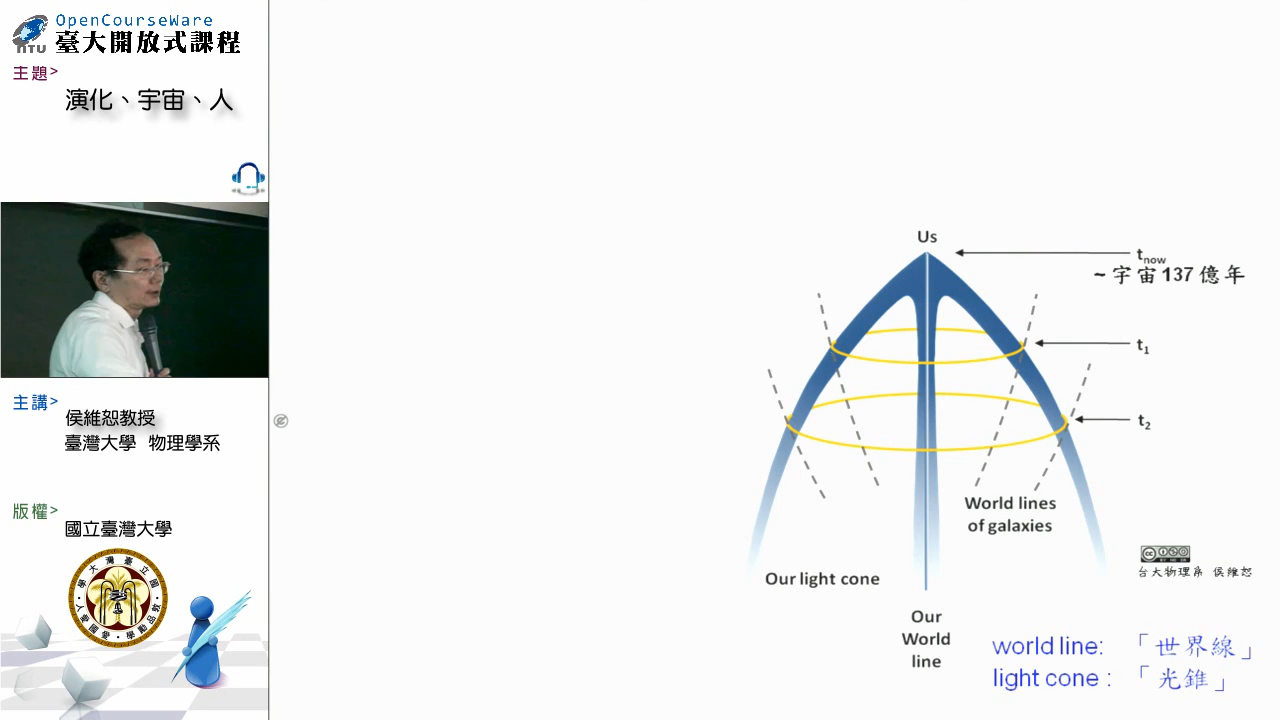 OpenCourseWare
NTU
臺大開放式課程
主題>
演化、宇宙、人
主講>
侯維恕教授
臺灣大學 物理學系
版權>
國立臺灣大學
Us
tnow
~宇宙137億年
t1
t2
World lines
of galaxies
Our light cone
Our
World
line
cc
台大物理系 侯維恕
world line: 「世界線」
light cone : 「光錐」